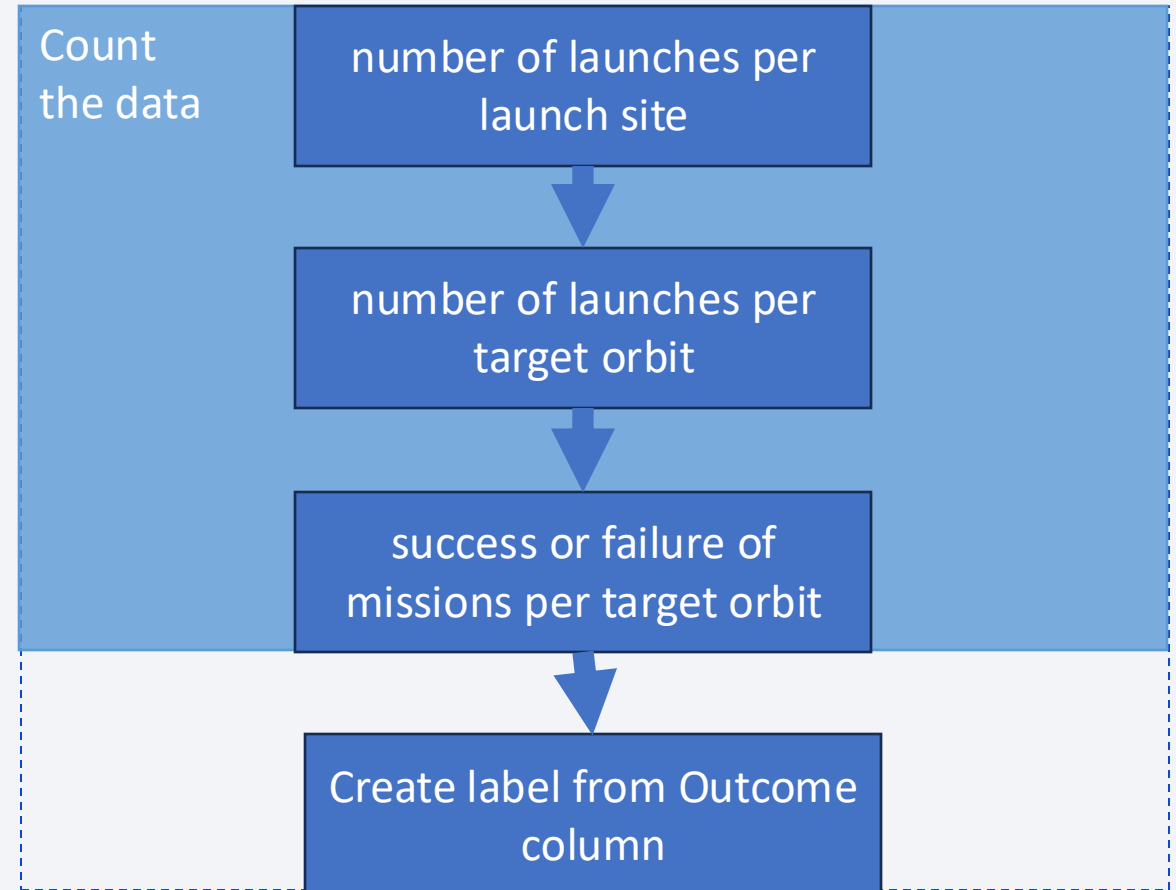 Count
the data
number of launches per
launch site
number of launches per
target orbit
success or failure of
missions per target orbit
Create label from Outcome
column